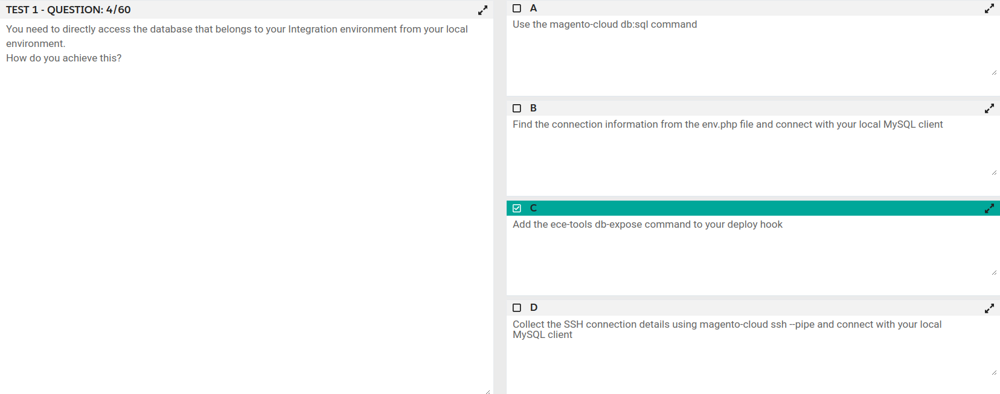 TEST 1 - QUESTION: 4/60
You need to directly access the database that belongs to your Integration environment from your local
environment.
How do you achieve this?
A
Use the magento-cloud db:sql command
B
Find the connection information from the env.php file and connect with your local MySQL client
C
Add the ece-tools db-expose command to your deploy hook
D
Collect the SSH connection details using magento-cloud ssh --pipe and connect with your local
MySQL client